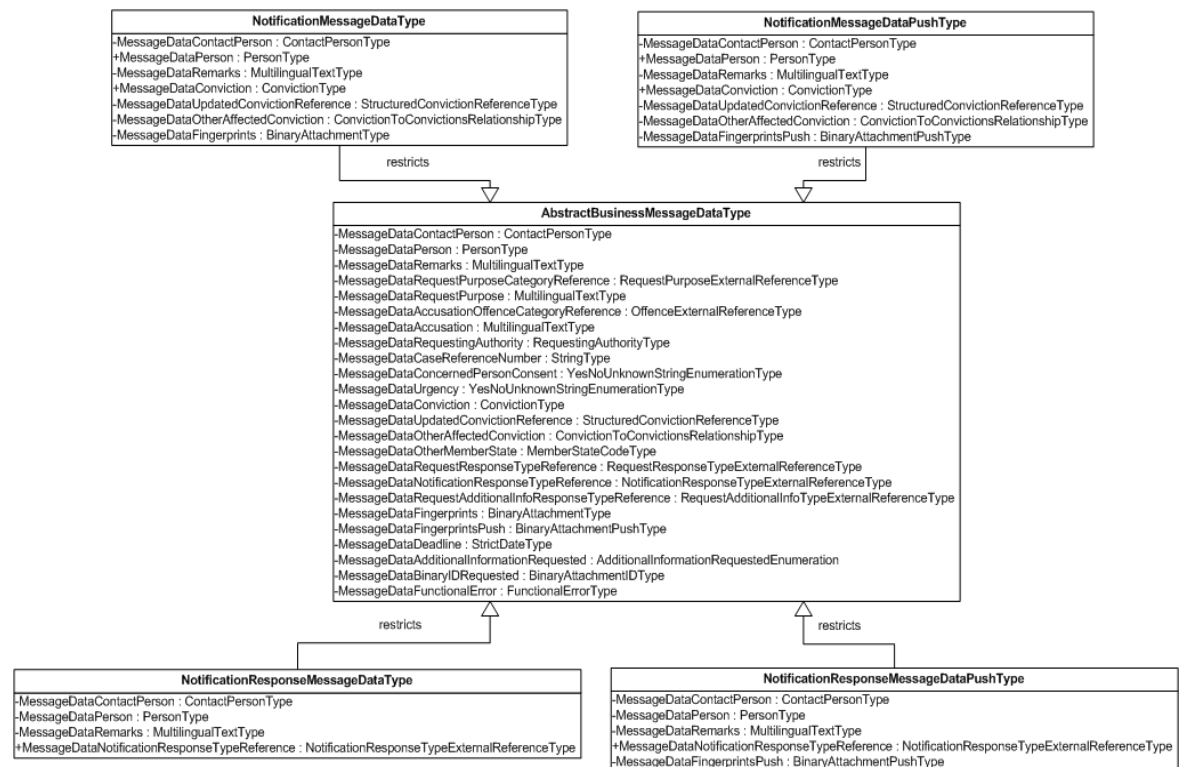 NotificationMessageDataType
-MessageDataContactPerson : ContactPersonType
+MessageDataPerson : PersonType
-MessageDataRemarks : MultilingualTextType
+MessageDataConviction : ConvictionType
-MessageDataUpdatedConvictionReference : StructuredConvictionReferenceType
-MessageDataOtherAffectedConviction : ConvictionToConvictionsRelationshipType
-MessageDataFingerprints : BinaryAttachmentType
NotificationMessageDataPushType
-MessageDataContactPerson : ContactPersonType
+MessageDataPerson : PersonType
-MessageDataRemarks : MultilingualTextType
+MessageDataConviction : ConvictionType
-MessageDataUpdatedConvictionReference : StructuredConvictionReferenceType
-MessageDataOtherAffectedConviction : ConvictionToConvictionsRelationshipType
-MessageDataFingerprintsPush : BinaryAttachmentPushType
restricts
restricts
AbstractBusinessMessageDataType
-MessageDataContactPerson : ContactPersonType
-MessageDataPerson : PersonType
-MessageDataRemarks : MultilingualTextType
-MessageDataRequestPurposeCategoryReference : RequestPurposeExternalReferenceType
-MessageDataRequestPurpose : MultilingualTextType
-MessageDataAccusationOffenceCategoryReference : OffenceExternalReferenceType
-MessageDataAccusation : MultilingualTextType
-MessageDataRequestingAuthority : RequestingAuthorityType
-MessageDataCaseReferenceNumber : StringType
-MessageDataConcernedPersonConsent : YesNoUnknownStringEnumerationType
-MessageDataUrgency : YesNoUnknownStringEnumerationType
-MessageDataConviction : ConvictionType
-MessageDataUpdatedConvictionReference : StructuredConvictionReferenceType
-MessageDataOtherAffectedConviction : ConvictionToConvictionsRelationshipType
-MessageDataOtherMemberState : MemberStateCodeType
-MessageDataRequestResponseTypeReference : RequestResponseTypeExternalReferenceType
-MessageDataNotificationResponseTypeReference : NotificationResponseTypeExternalReferenceType
-MessageDataRequestAdditionalInfoResponseTypeReference : RequestAdditionalInfoTypeExternalReferenceType
-MessageDataFingerprints : BinaryAttachmentType
-MessageDataFingerprintsPush : BinaryAttachmentPushType
-MessageDataDeadline : StrictDateType
-MessageDataAdditionalInformationRequested : AdditionalInformationRequestedEnumeration
-MessageDataBinaryIDRequested : BinaryAttachmentIDType
-MessageDataFunctionalError : FunctionalErrorType
restricts
restricts
NotificationResponseMessageDataType
-MessageDataContactPerson : ContactPersonType
-MessageDataPerson : PersonType
-MessageDataRemarks : MultilingualTextType
+MessageDataNotificationResponseTypeReference : NotificationResponseTypeExternalReferenceType
NotificationResponseMessageDataPushType
-MessageDataContactPerson : ContactPersonType
-MessageDataPerson : PersonType
-MessageDataRemarks : MultilingualTextType
+MessageDataNotificationResponseTypeReference : NotificationResponseTypeExternalReferenceType
-MessageDataFingerprintsPush : BinaryAttachmentPushType